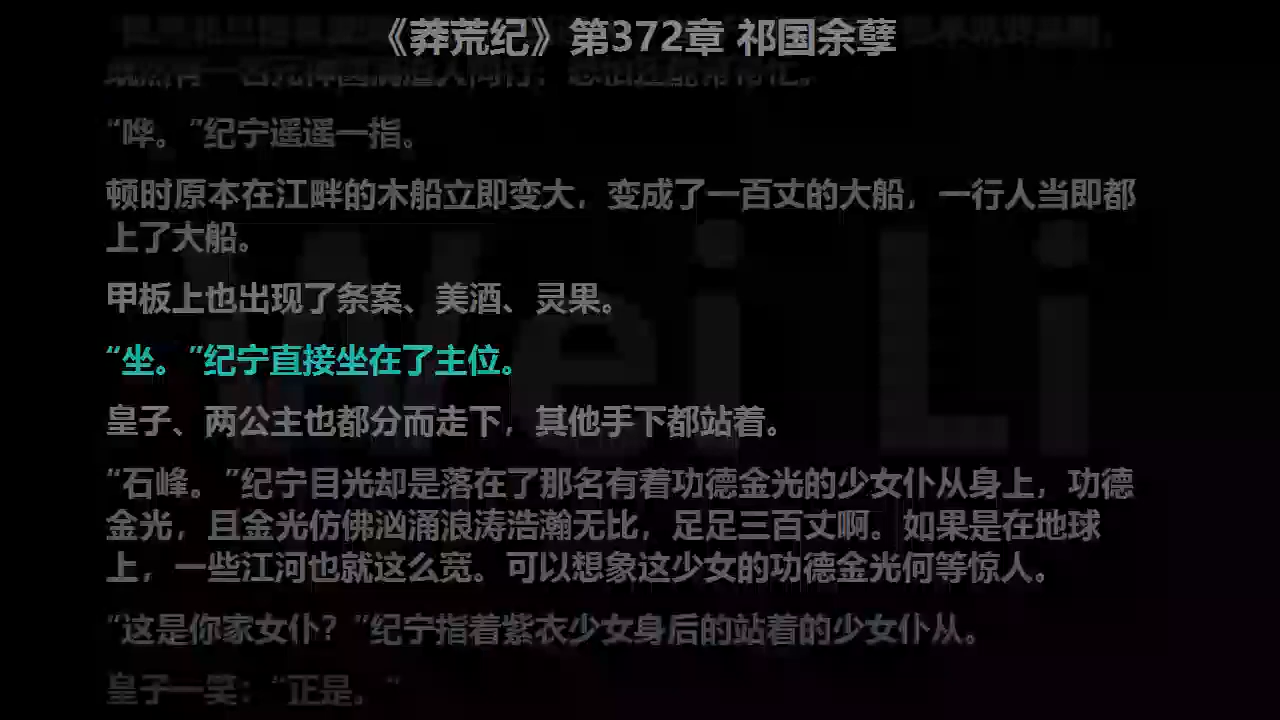 《莽荒纪》第372章 祁国余孽
“哗。”纪宁遥遥一指。
顿时原本在江畔的木船立即变大，变成了一百丈的大船，一行人当即都
上了大船。
甲板上也出现了条案、美酒、灵果。
“坐。”纪宁直接坐在了主位。
皇子、两公主也都分而走下，其他手下都站着。
“石峰。”纪宁目光却是落在了那名有着功德金光的少女仆从身上，功德
金光，且金光仿佛汹涌浪涛浩瀚无比，足足三百丈啊。如果是在地球
上，一些江河也就这么宽。可以想象这少女的功德金光何等惊人。
“这是你家女仆？”纪宁指着紫衣少女身后的站着的少女仆从。
皇子一笑：“正是。”
Wei Li